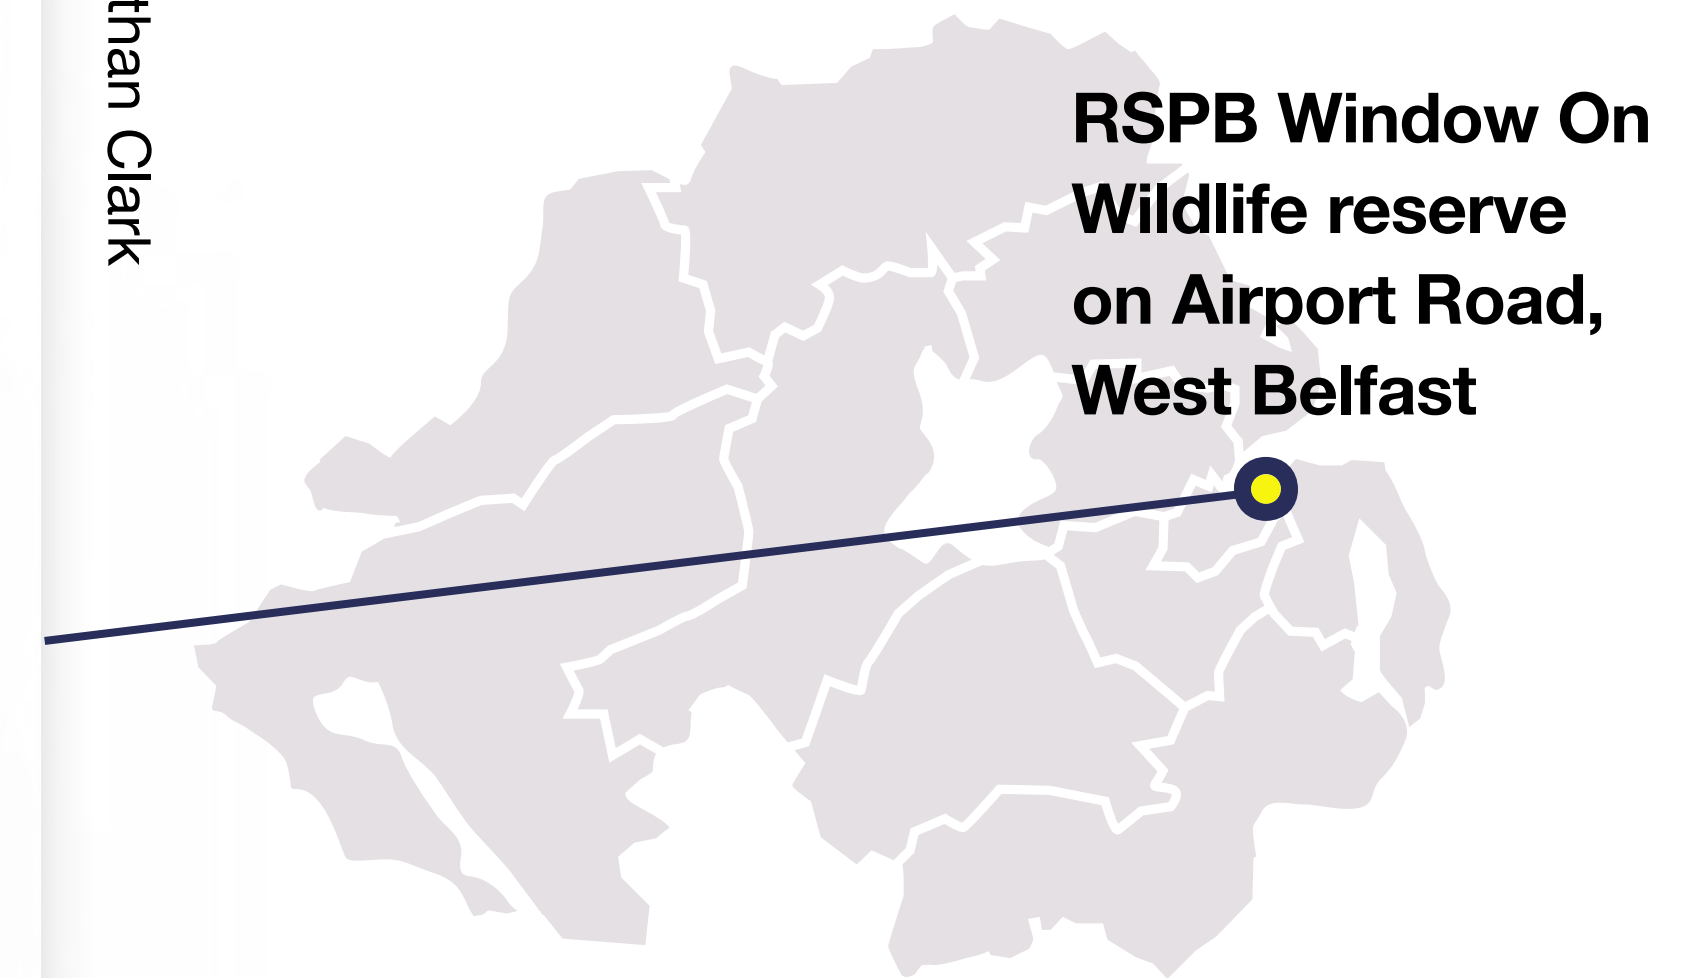 than Clark
RSPB Window On
Wildlife reserve
on Airport Road,
West Belfast